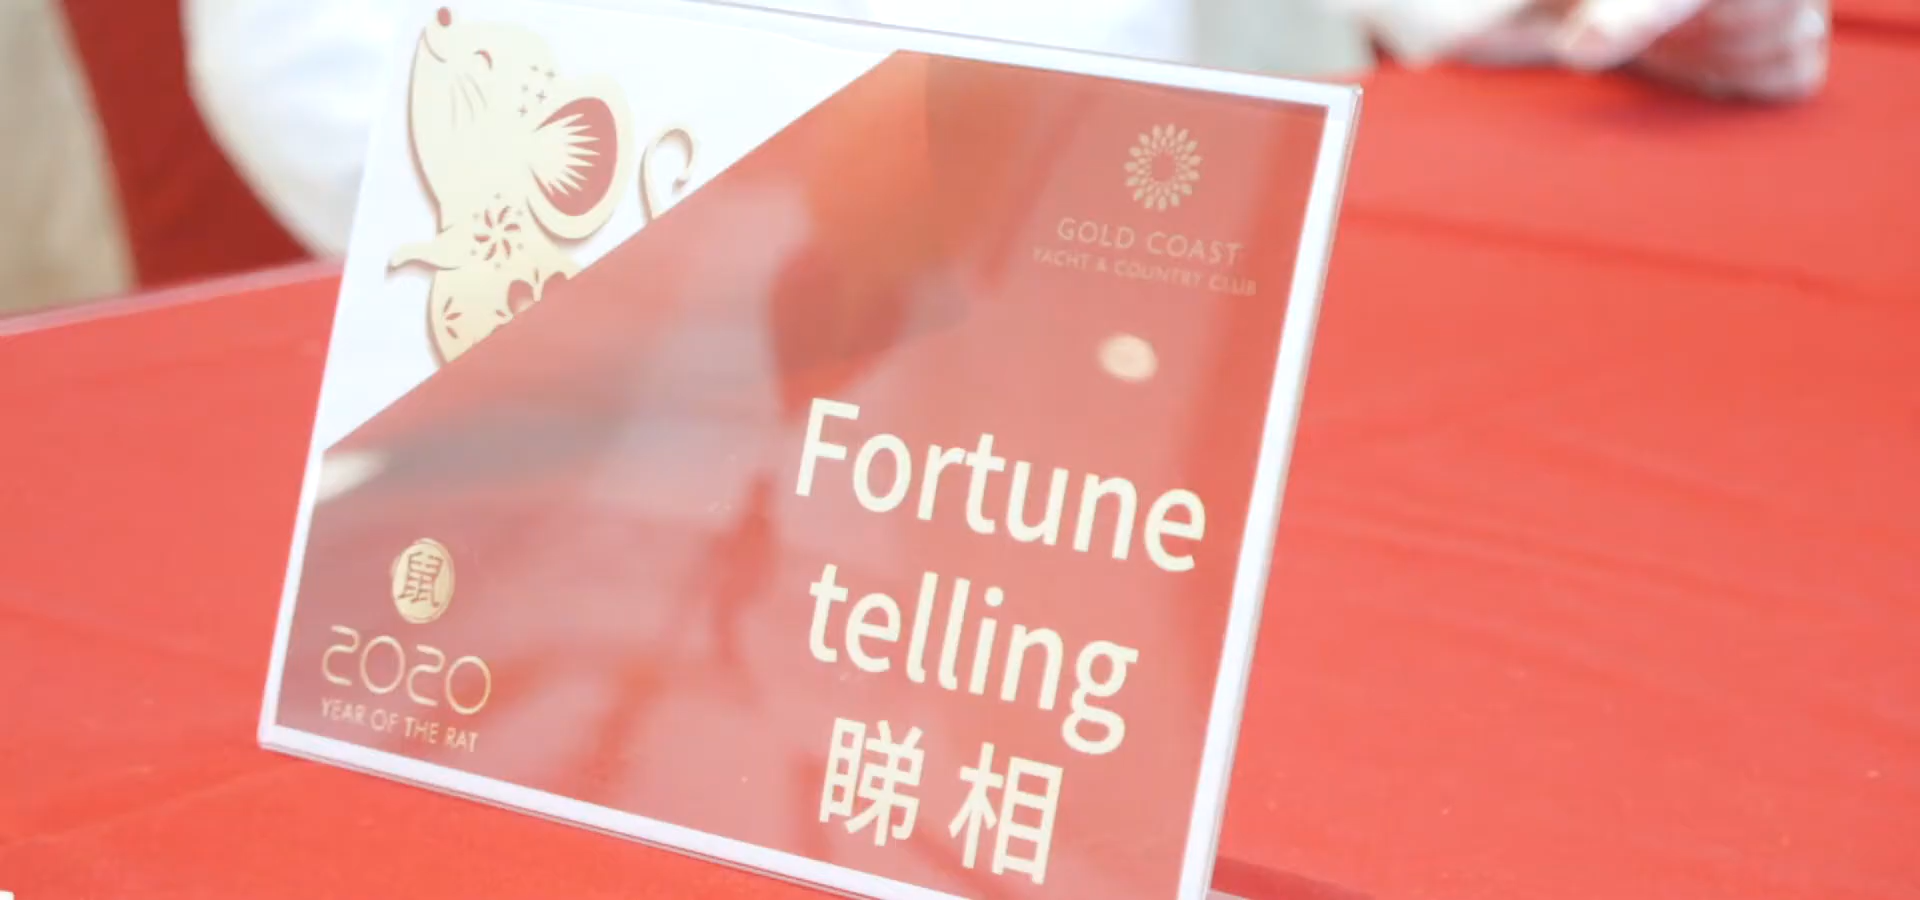 GOLD COAST
YACHT & COUNTRY CLUB
Fortune
telling
睇相
鼠
2020
YEAR OF THE RAT